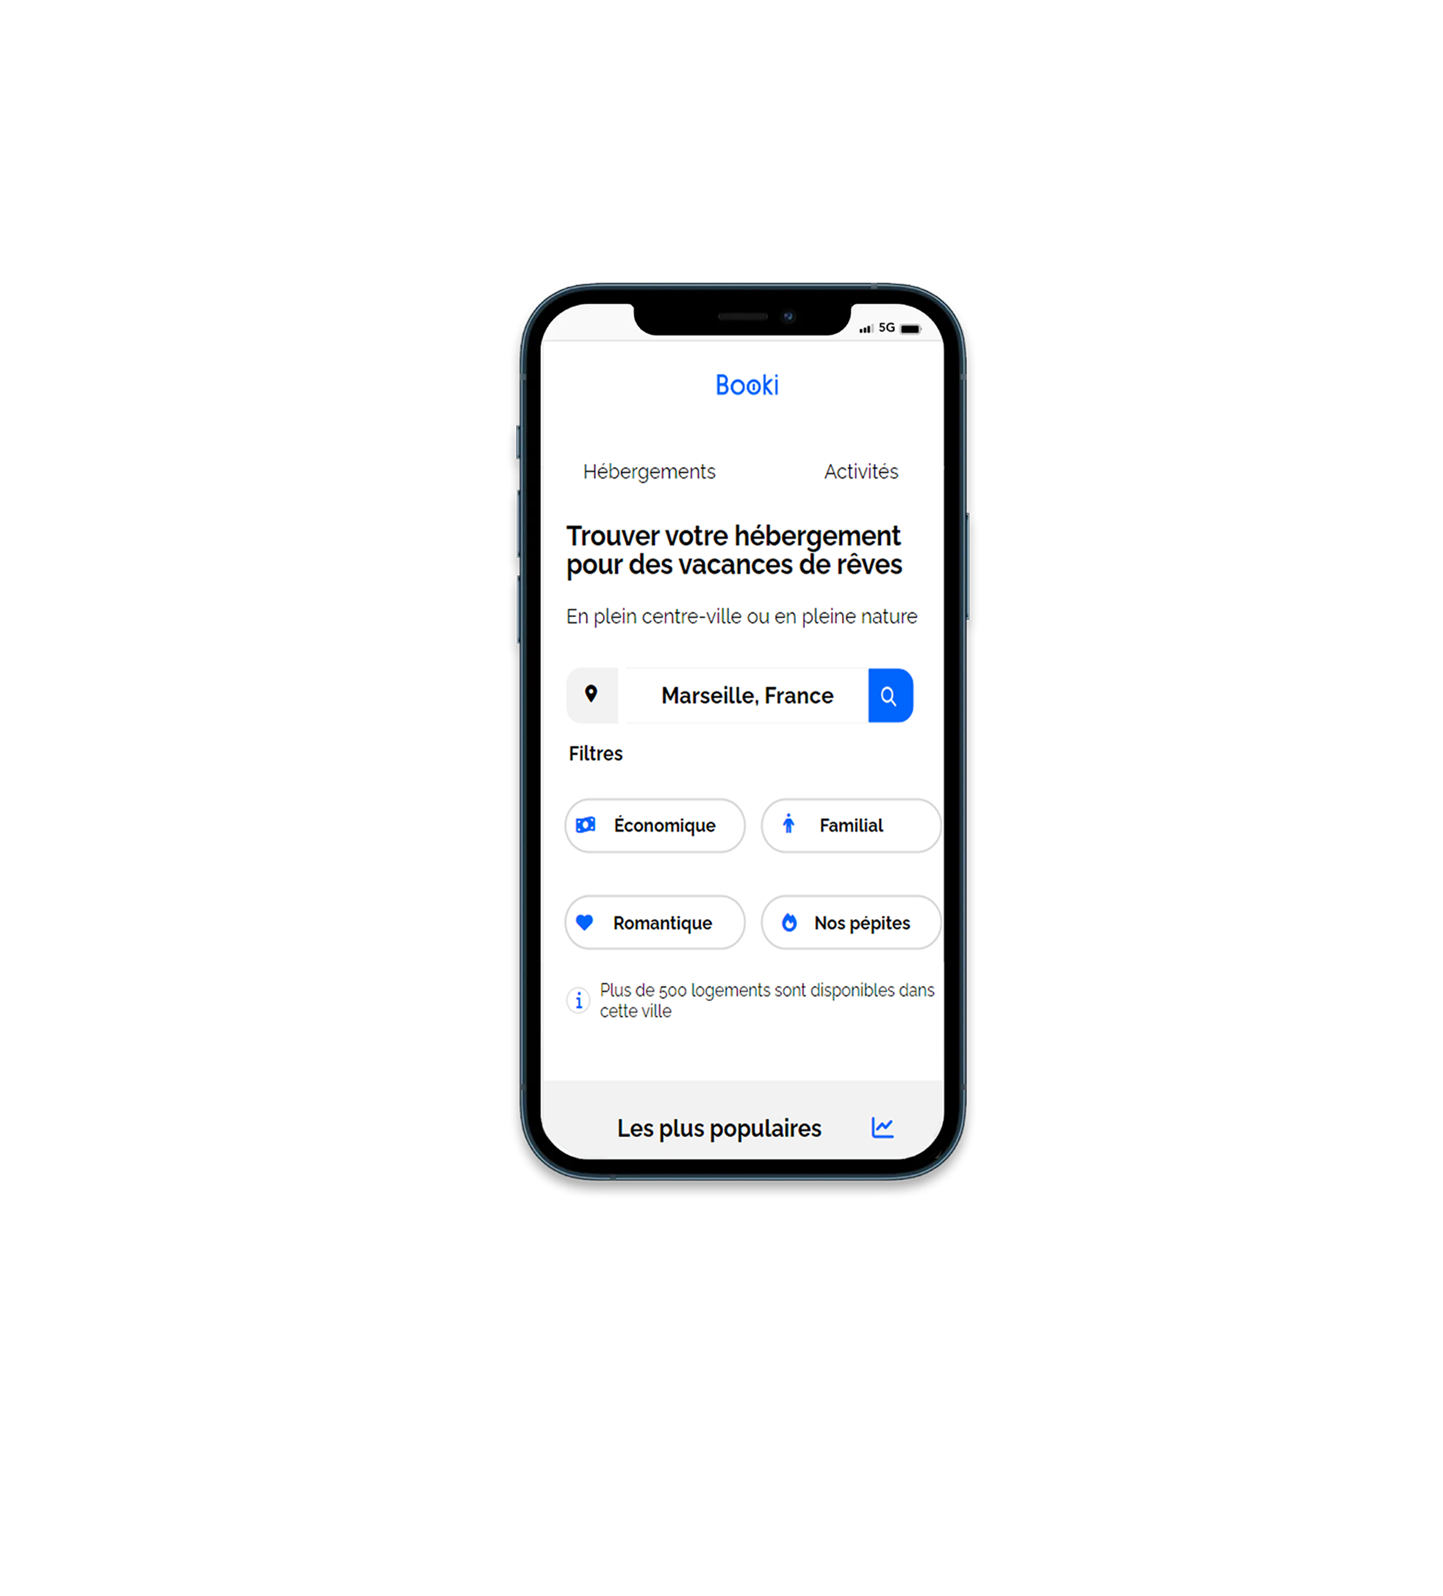 5G
Booki
Hébergements
Activités
Trouver votre hébergement
pour des vacances de rêves
En plein centre-ville ou en pleine nature
Marseille, France
Filtres
Économique
Familial
Romantique
Nos pépites
Plus de 500 logements sont disponibles dans
cette ville
Les plus populaires